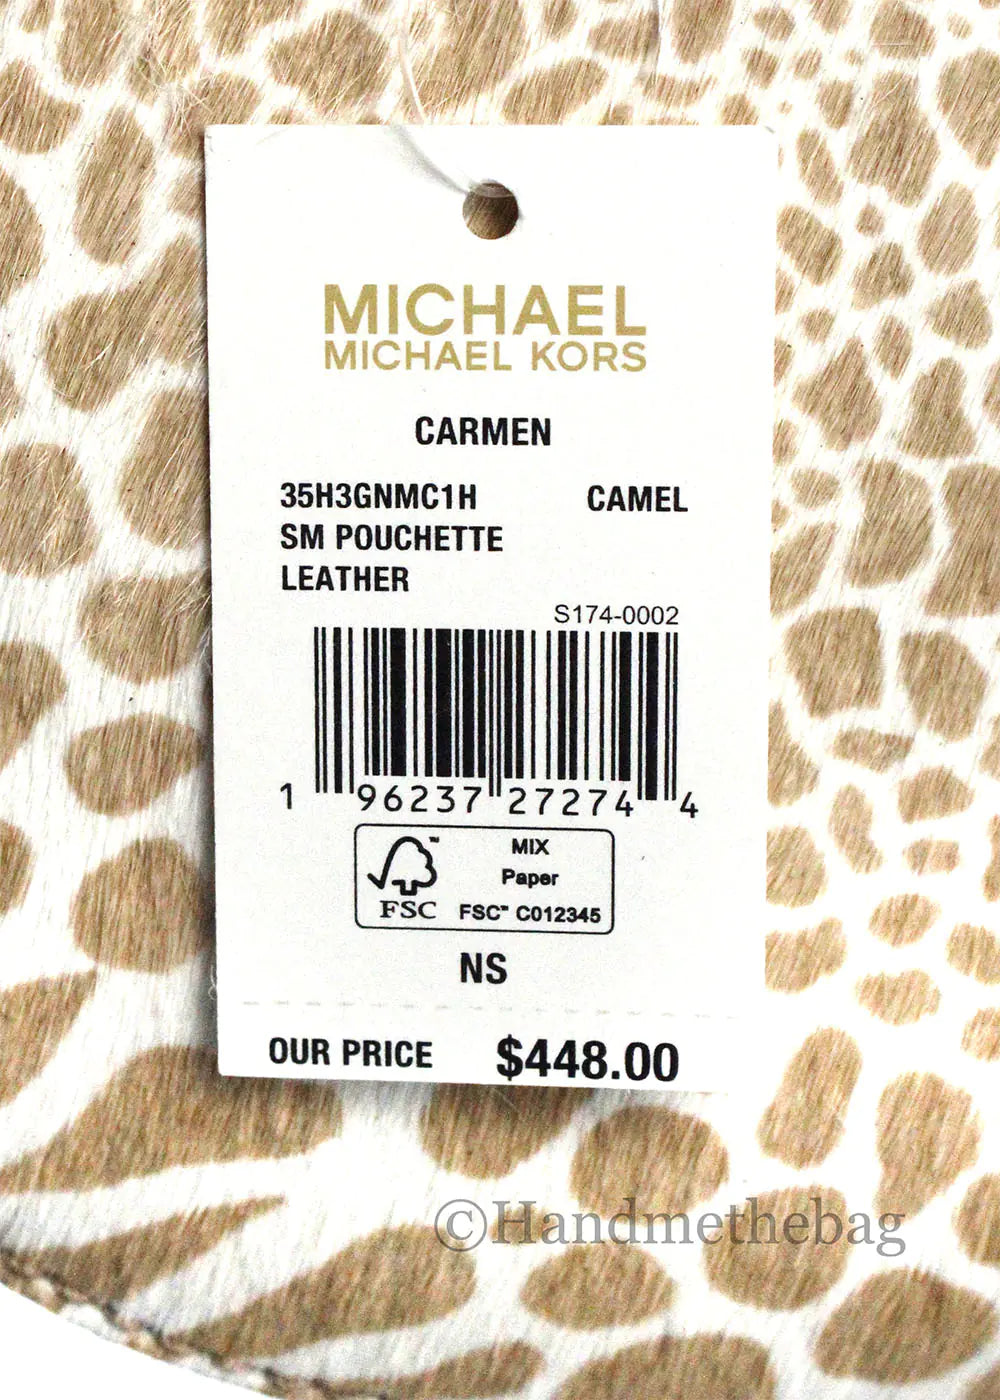 MICHAEL
MICHAEL KORS
CARMEN
35H3GNMC1H CAMEL
SM POUCHETTE
LEATHER
S174-0002
1 96237 27274 4
FSC™ MIX
Paper
FSC™ C012345
NS
OUR PRICE $448.00
©Handmethebag